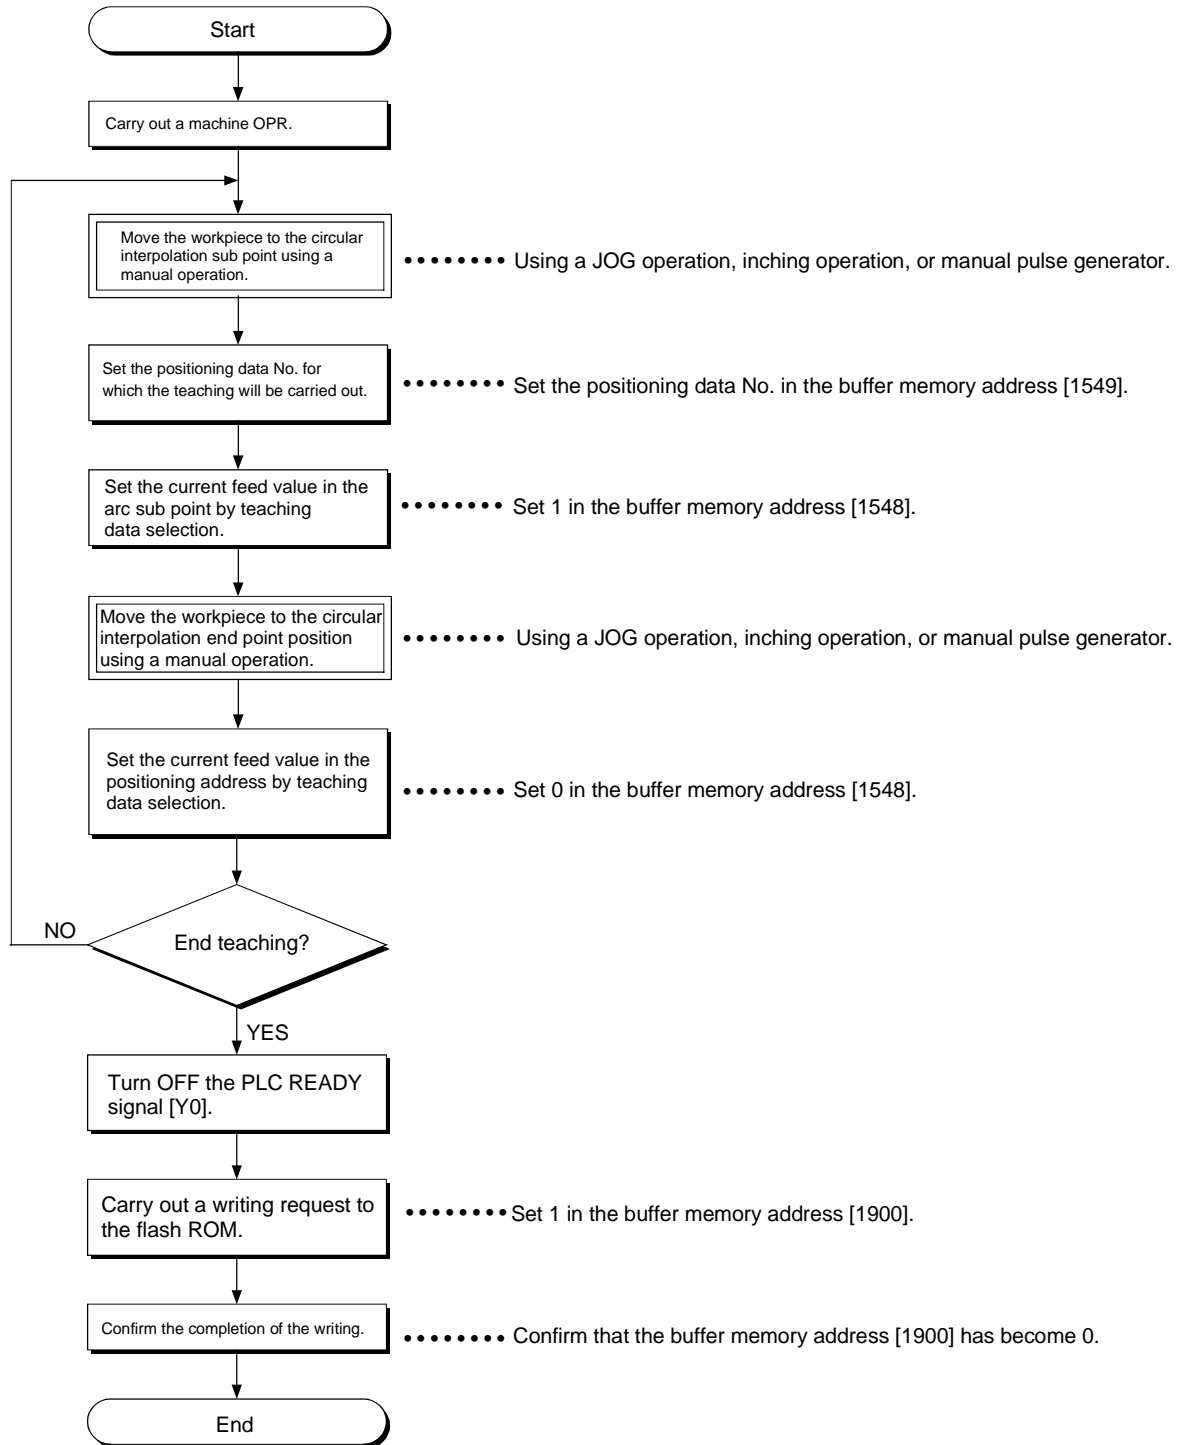 Start
Carry out a machine OPR.
Move the workpiece to the circular
interpolation sub point using a
manual operation.
•••••••• Using a JOG operation, inching operation, or manual pulse generator.
Set the positioning data No. for
which the teaching will be carried out.
•••••••• Set the positioning data No. in the buffer memory address [1549].
Set the current feed value in the
arc sub point by teaching
data selection.
•••••••• Set 1 in the buffer memory address [1548].
Move the workpiece to the circular
interpolation end point position
using a manual operation.
•••••••• Using a JOG operation, inching operation, or manual pulse generator.
Set the current feed value in the
positioning address by teaching
data selection.
•••••••• Set 0 in the buffer memory address [1548].
NO
End teaching?
YES
Turn OFF the PLC READY
signal [Y0].
Carry out a writing request to
the flash ROM.
•••••••• Set 1 in the buffer memory address [1900].
Confirm the completion of the writing.
•••••••• Confirm that the buffer memory address [1900] has become 0.
End